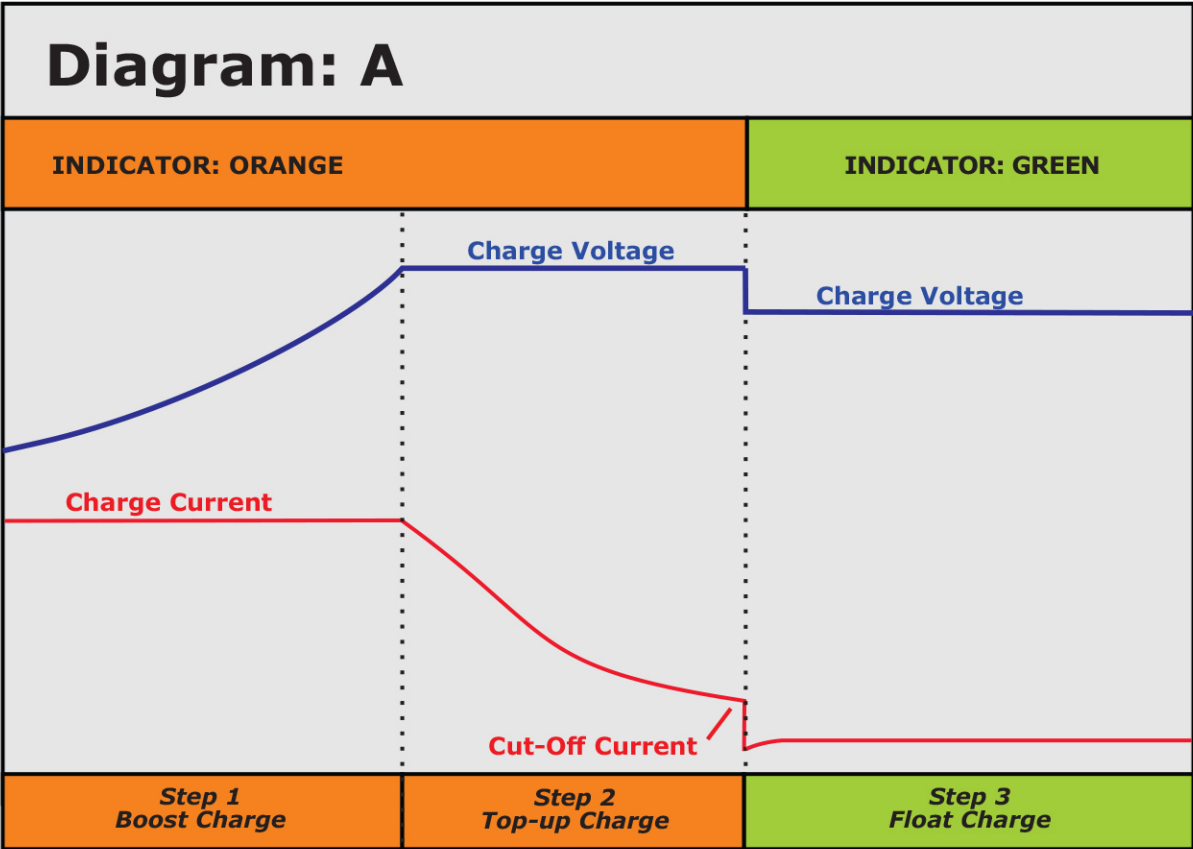 Diagram: A
INDICATOR: ORANGE
INDICATOR: GREEN
Charge Voltage
Charge Voltage
Charge Current
Cut-Off Current
Step 1
Boost Charge
Step 2
Top-up Charge
Step 3
Float Charge